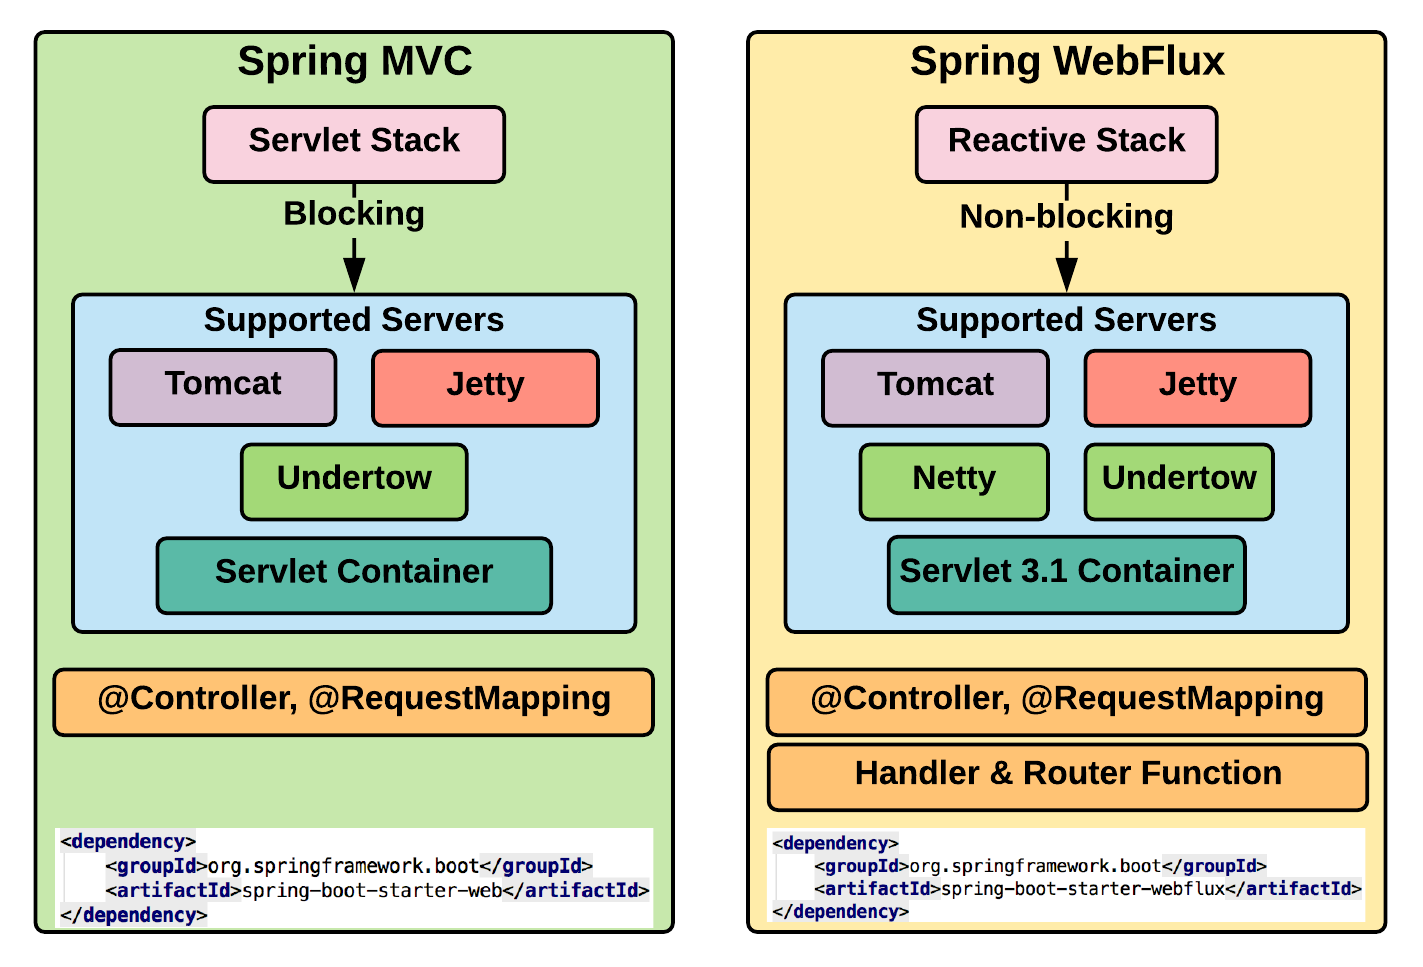 Spring MVC
Servlet Stack
Blocking
Supported Servers
Tomcat
Jetty
Undertow
Servlet Container
@Controller, @RequestMapping
<dependency>
<groupId>org.springframework.boot</groupId>
<artifactId>spring-boot-starter-web</artifactId>
</dependency>
Spring WebFlux
Reactive Stack
Non-blocking
Supported Servers
Tomcat
Jetty
Netty
Undertow
Servlet 3.1 Container
@Controller, @RequestMapping
Handler & Router Function
<dependency>
<groupId>org.springframework.boot</groupId>
<artifactId>spring-boot-starter-webflux</artifactId>
</dependency>